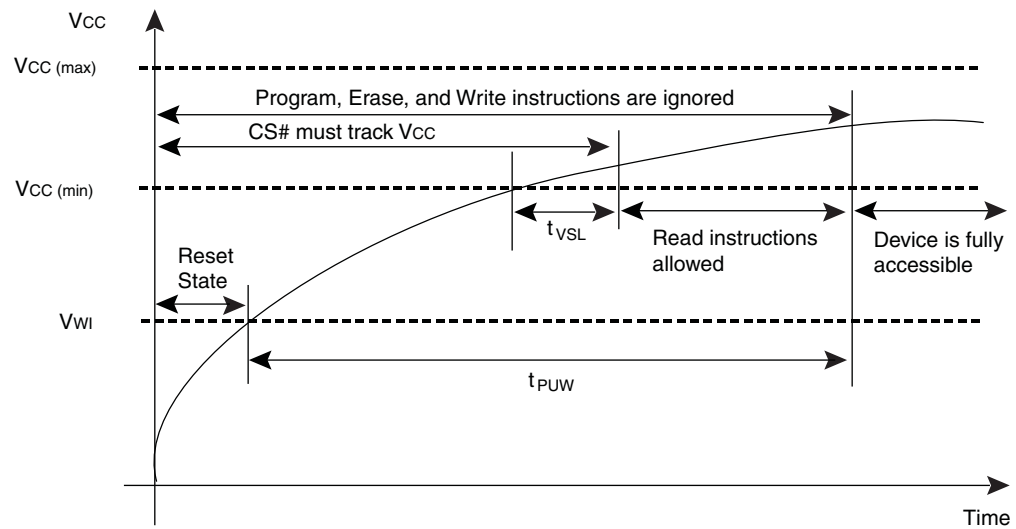 Vcc
Vcc (max)
Program, Erase, and Write instructions are ignored
CS# must track Vcc
Vcc (min)
tVSL
Read instructions
allowed
Device is fully
accessible
Reset
State
VWI
tPUW
Time